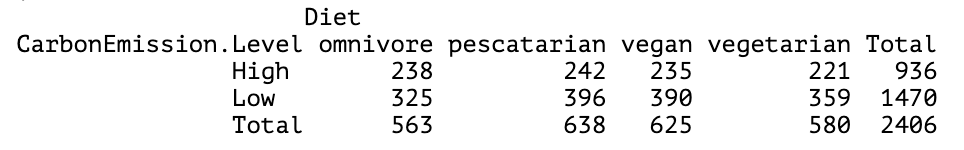 Diet
CarbonEmission.Level omnivore pescatarian vegan vegetarian Total
High 238 242 235 221 936
Low 325 396 390 359 1470
Total 563 638 625 580 2406